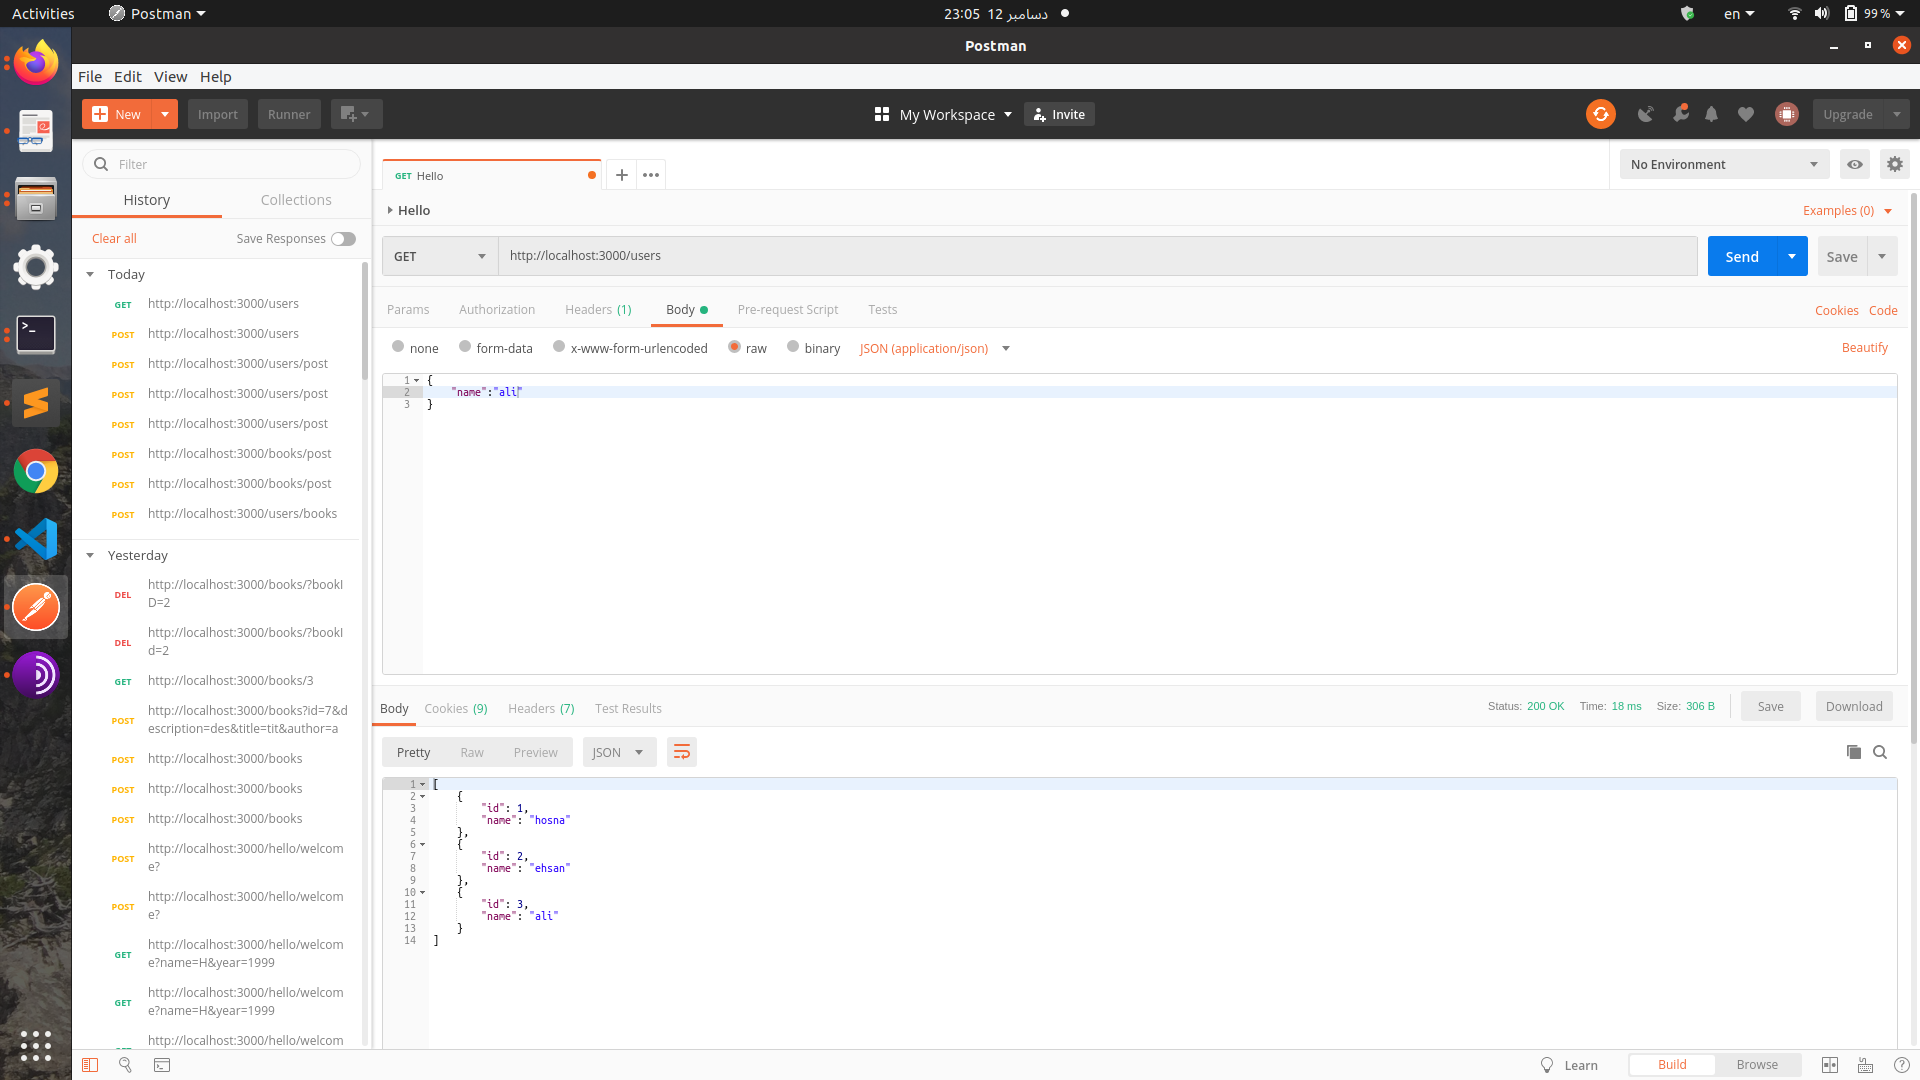 Activities
Postman
23:05 12 دسامبر
en
99 %
Postman
File Edit View Help
New
Import
Runner
My Workspace
Invite
Upgrade
Filter
History
Collections
Clear all
Save Responses
Today
GET http://localhost:3000/users
POST http://localhost:3000/users
POST http://localhost:3000/users/post
POST http://localhost:3000/users/post
POST http://localhost:3000/users/post
POST http://localhost:3000/books/post
POST http://localhost:3000/books/post
POST http://localhost:3000/users/books
Yesterday
DEL http://localhost:3000/books/?bookI
D=2
DEL http://localhost:3000/books/?bookI
d=2
GET http://localhost:3000/books/3
POST http://localhost:3000/books?id=7&d
escription=des&title=tit&author=a
POST http://localhost:3000/books
POST http://localhost:3000/books
POST http://localhost:3000/books
POST http://localhost:3000/hello/welcom
e?
POST http://localhost:3000/hello/welcom
e?
GET http://localhost:3000/hello/welcom
e?name=H&year=1999
GET http://localhost:3000/hello/welcom
e?name=H&year=1999
http://localhost:3000/hello/welcom
GET Hello
No Environment
Hello
Examples (0)
GET
http://localhost:3000/users
Send
Save
Params
Authorization
Headers (1)
Body
Pre-request Script
Tests
Cookies
Code
none
form-data
x-www-form-urlencoded
raw
binary
JSON (application/json)
Beautify
1 {
2 "name":"ali"
3 }
Body
Cookies (9)
Headers (7)
Test Results
Status: 200 OK
Time: 18 ms
Size: 306 B
Save
Download
Pretty
Raw
Preview
JSON
1 [
2 {
3 "id": 1,
4 "name": "hosna"
5 },
6 {
7 "id": 2,
8 "name": "ehsan"
9 },
10 {
11 "id": 3,
12 "name": "ali"
13 }
14 ]
Learn
Build
Browse